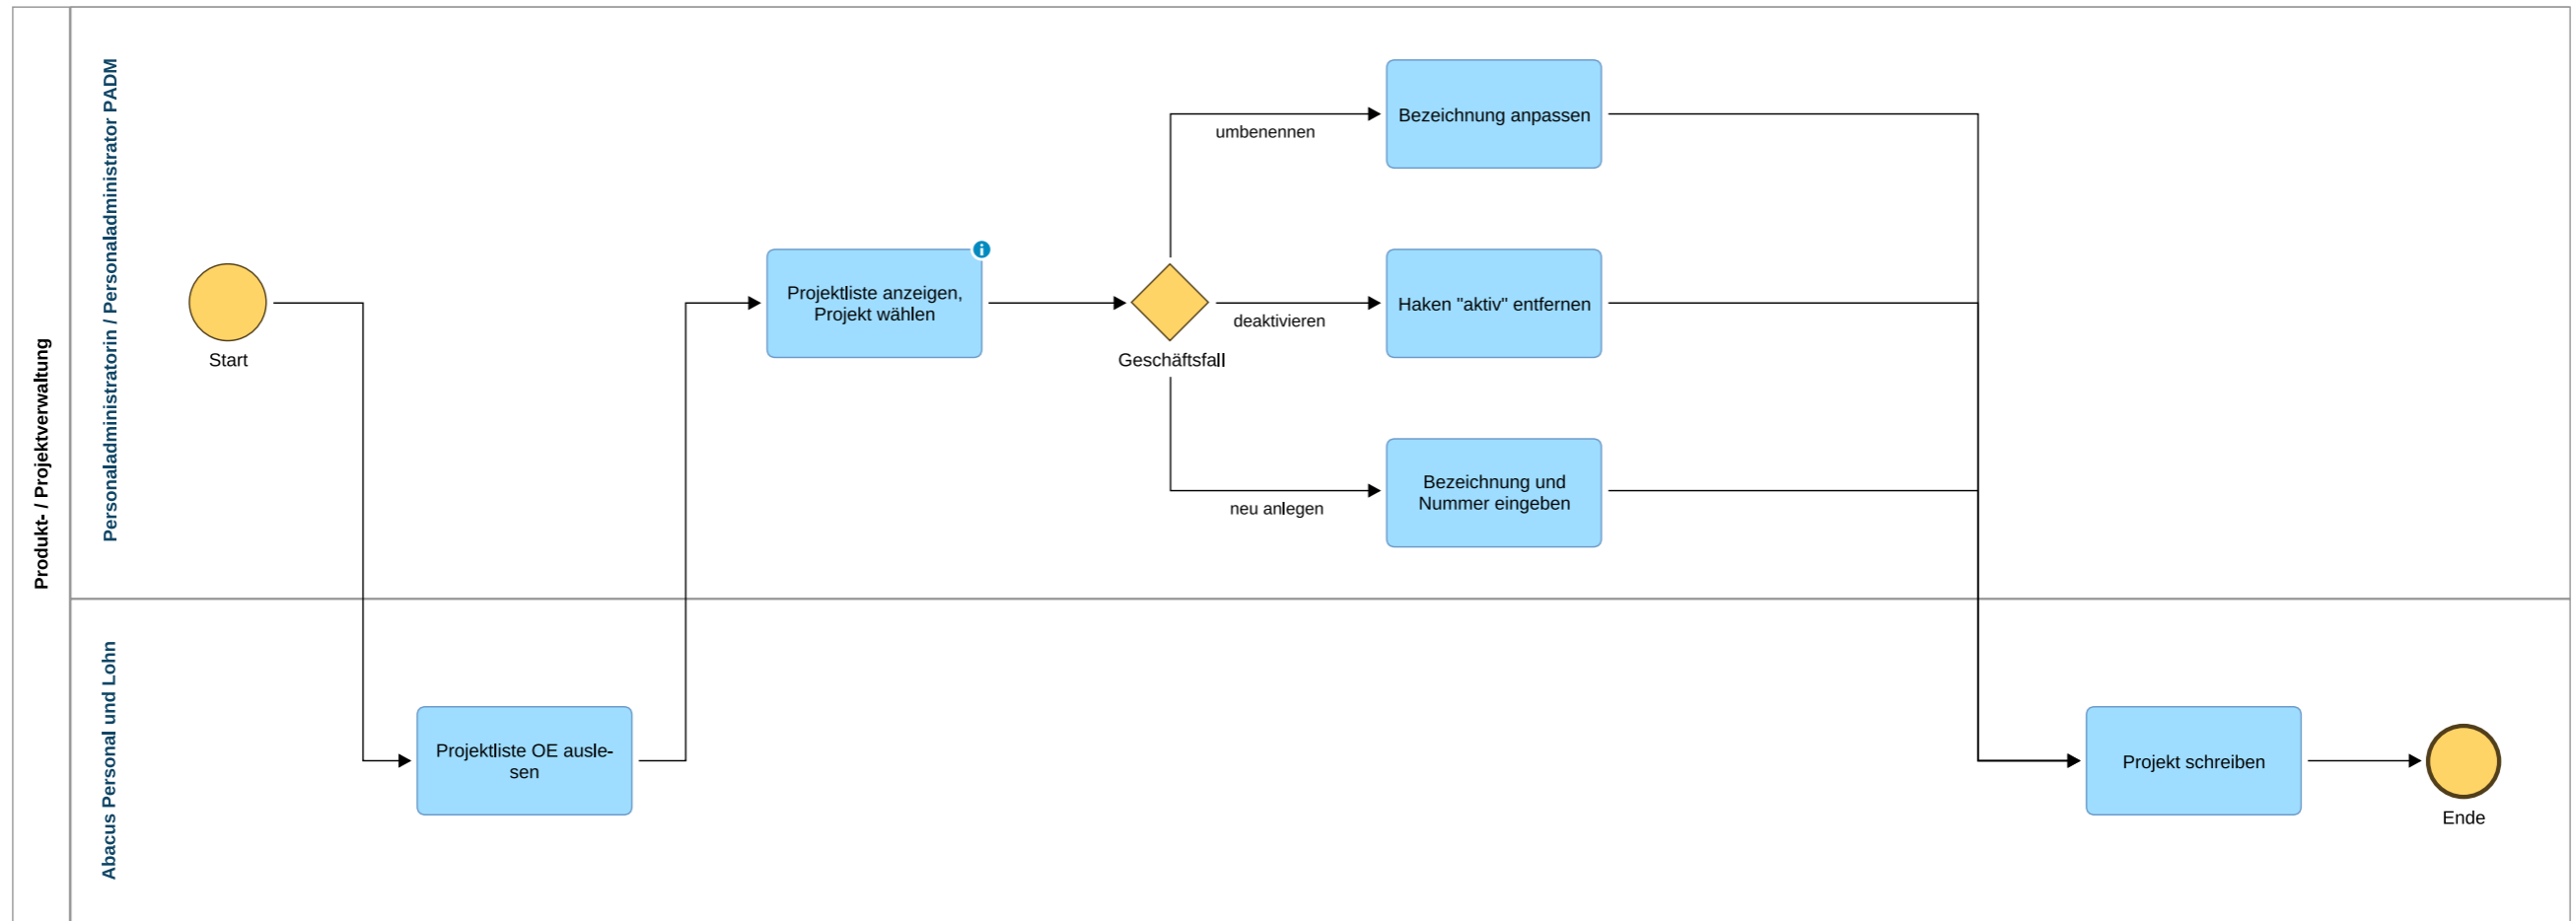 Produkt- / Projektverwaltung
Personaladministratorin / Personaladministrator PADM
Start
Projektliste anzeigen,
Projekt wählen
Geschäftsfall
umbenennen
Bezeichnung anpassen
deaktivieren
Haken "aktiv" entfernen
neu anlegen
Bezeichnung und
Nummer eingeben
Abacus Personal und Lohn
Projektliste OE ausle-
sen
Projekt schreiben
Ende